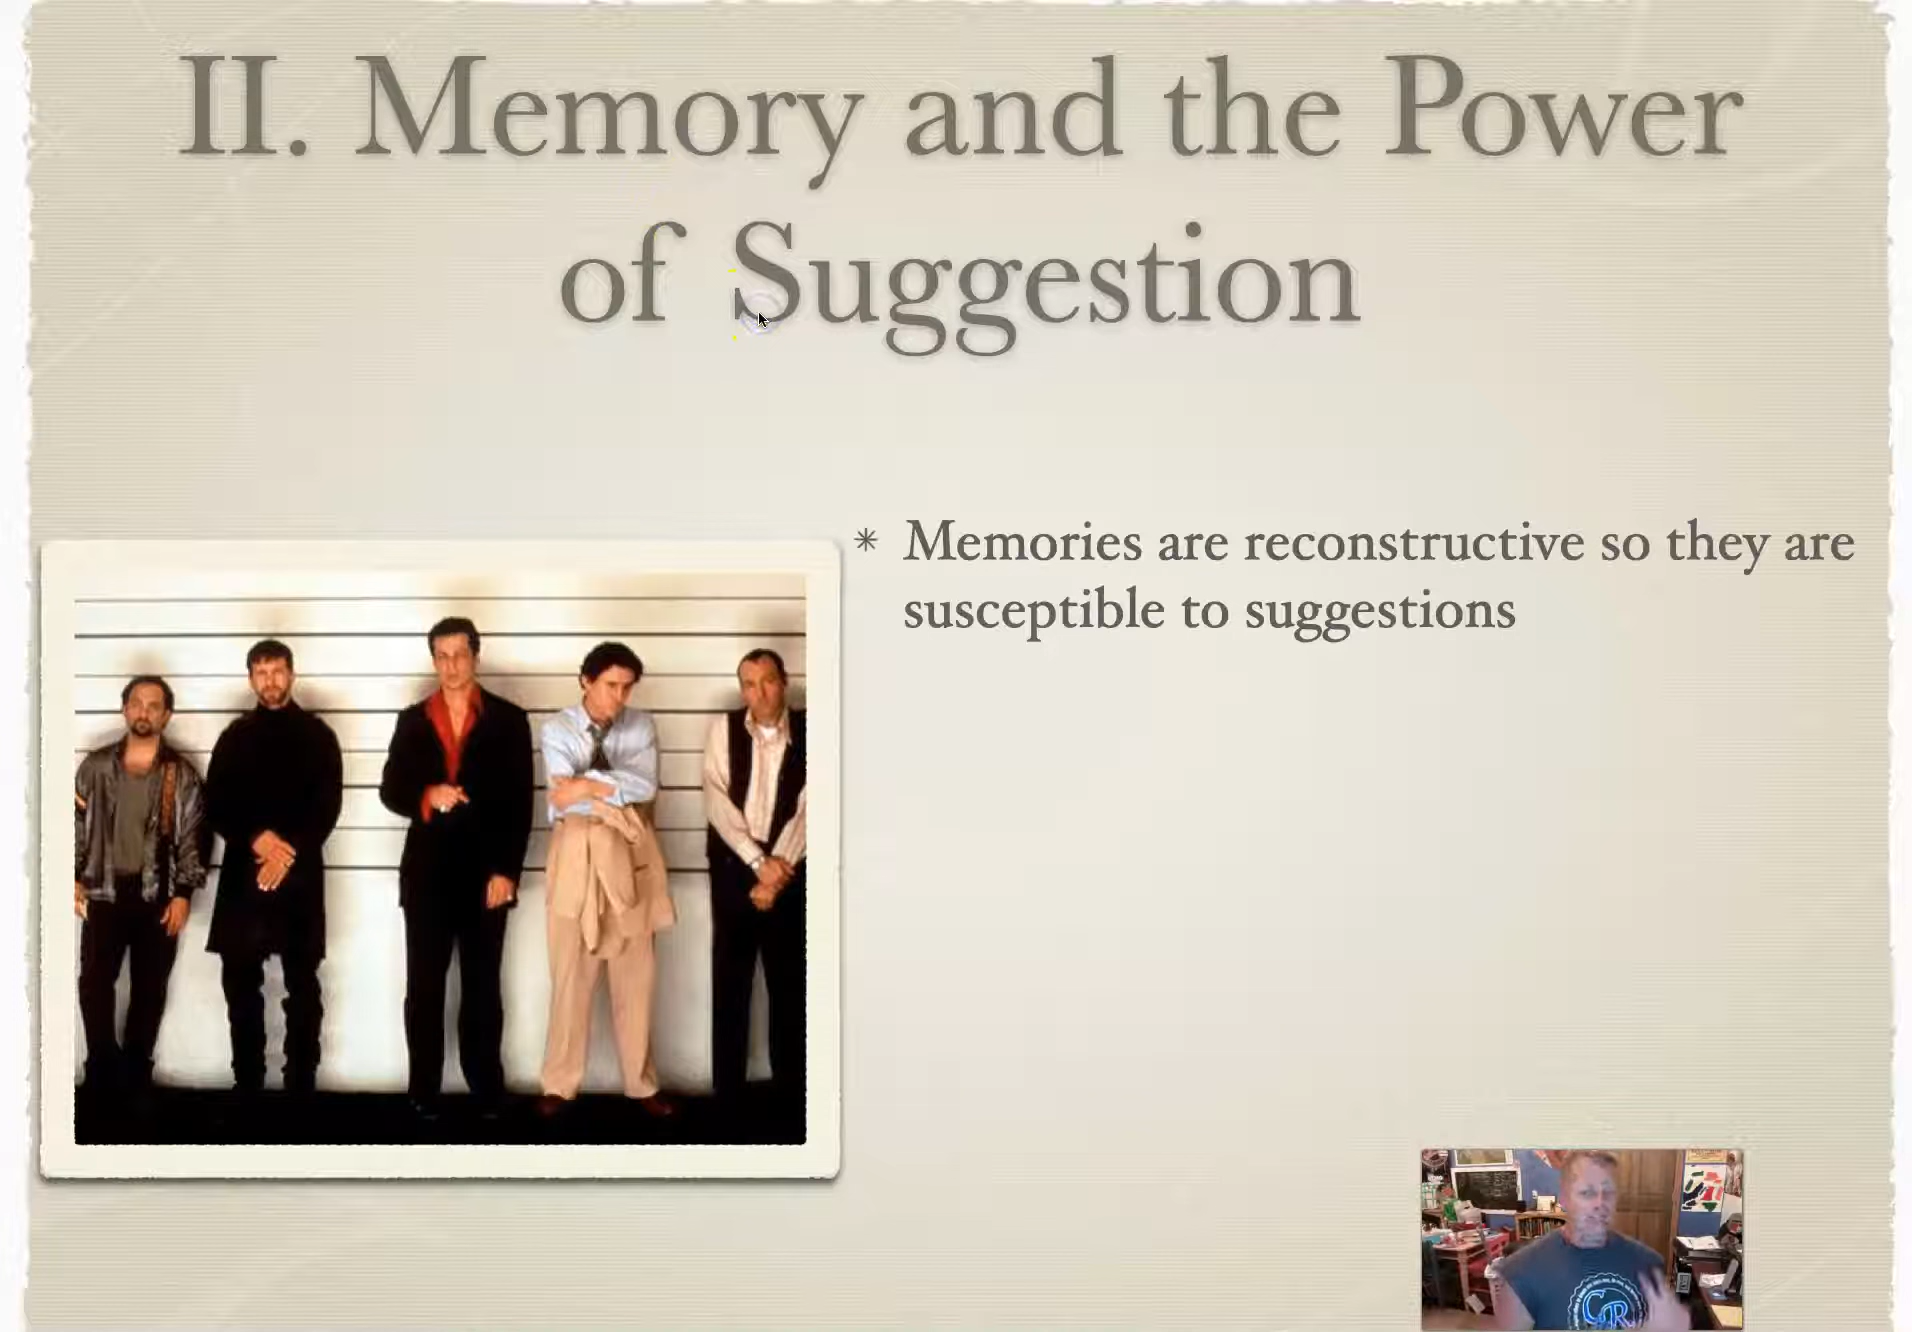 II. Memory and the Power
of Suggestion
Memories are reconstructive so they are
susceptible to suggestions